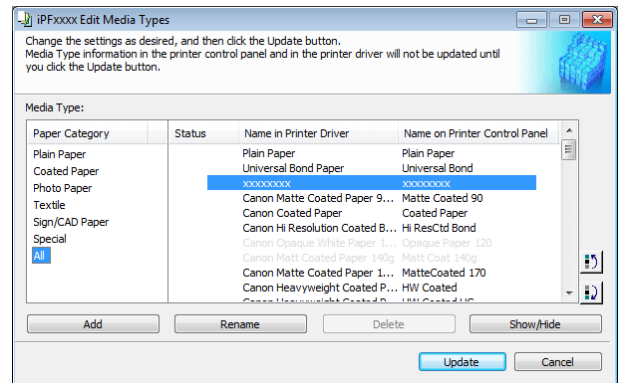 iPFxxxx Edit Media Types
Change the settings as desired, and then click the Update button.
Media Type information in the printer control panel and in the printer driver will not be updated until
you click the Update button.
Media Type:
Paper Category Status Name in Printer Driver Name on Printer Control Panel
Plain Paper Plain Paper Plain Paper
Coated Paper Universal Bond Paper Universal Bond
Photo Paper xxxxxxxx xxxxxxxx
Textile Canon Matte Coated Paper 9... Matte Coated 90
Sign/CAD Paper Canon Coated Paper Coated Paper
Special Canon Hi Resolution Coated B... Hi ResCtd Bond
All Canon Opaque White Paper 1... Opaque Paper 120
Canon Matt Coated Paper 140g Matt Coat 140g
Canon Matte Coated Paper 1... MatteCoated 170
Canon Heavyweight Coated P... HW Coated
Canon Heavyweight Coated P... HW Coated HG
Add Rename Delete Show/Hide
Update Cancel